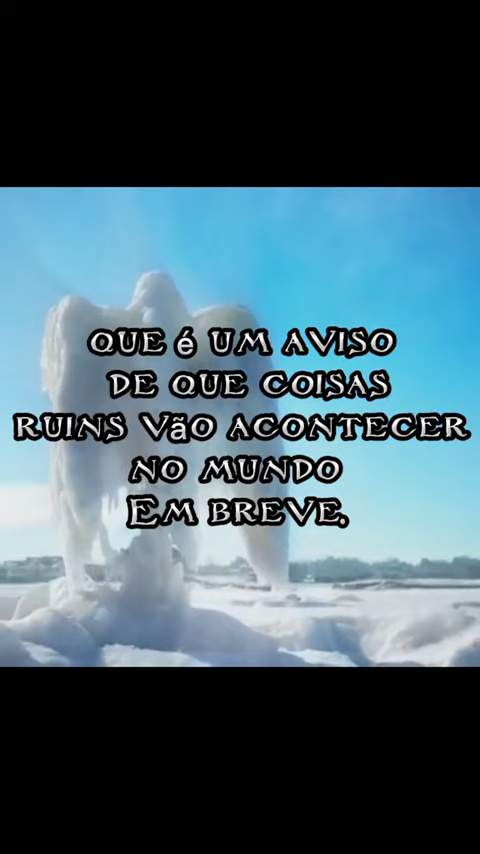 QUE é UM AVISO
DE QUE COISAS
RUINS VãO ACONTECER
NO MUNDO
EM BREVE.